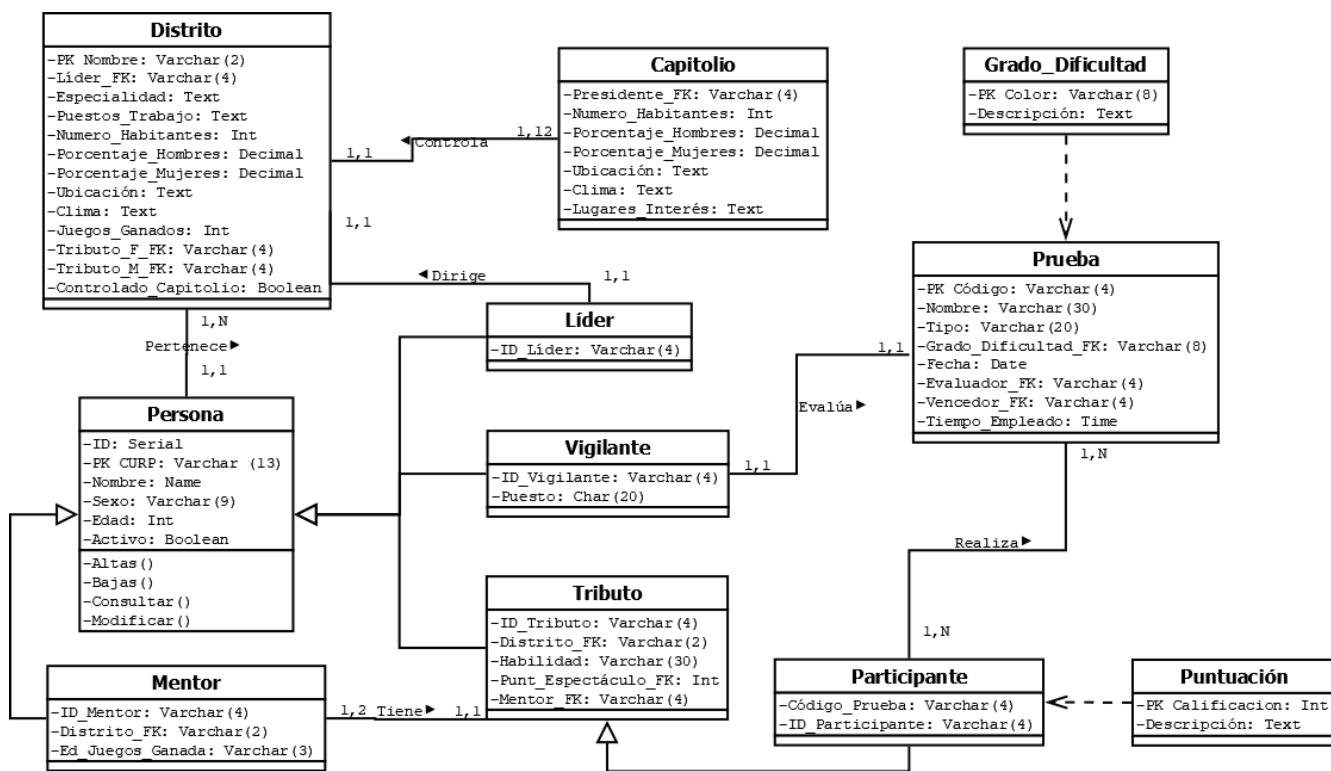 Distrito
-PK Nombre: Varchar(2)
-Líder_FK: Varchar(4)
-Especialidad: Text
-Puestos_Trabajo: Text
-Numero_Habitantes: Int
-Porcentaje_Hombres: Decimal
-Porcentaje_Mujeres: Decimal
-Ubicación: Text
-Clima: Text
-Juegos_Ganados: Int
-Tributo_F_FK: Varchar(4)
-Tributo_M_FK: Varchar(4)
-Controlado_Capitolio: Boolean
Capitolio
-Presidente_FK: Varchar(4)
-Numero_Habitantes: Int
-Porcentaje_Hombres: Decimal
-Porcentaje_Mujeres: Decimal
-Ubicación: Text
-Clima: Text
-Lugares_Interés: Text
Grado_Dificultad
-PK Color: Varchar(8)
-Descripción: Text
1,1
Controla
1,12
1,1
Dirige
1,1
Líder
-ID_Líder: Varchar(4)
Prueba
-PK Código: Varchar(4)
-Nombre: Varchar(30)
-Tipo: Varchar(20)
-Grado_Dificultad_FK: Varchar(8)
-Fecha: Date
-Evaluador_FK: Varchar(4)
-Vencedor_FK: Varchar(4)
-Tiempo_Empleado: Time
1,N
Pertenece
1,1
Persona
-ID: Serial
-PK CURP: Varchar (13)
-Nombre: Name
-Sexo: Varchar(9)
-Edad: Int
-Activo: Boolean
-Altas()
-Bajas()
-Consultar()
-Modificar()
Vigilante
-ID_Vigilante: Varchar(4)
-Puesto: Char(20)
1,1
Evalúa
1,1
1,N
Realiza
1,N
Tributo
-ID_Tributo: Varchar(4)
-Distrito_FK: Varchar(2)
-Habilidad: Varchar(30)
-Punt_Espectáculo_FK: Int
-Mentor_FK: Varchar(4)
Mentor
-ID_Mentor: Varchar(4)
-Distrito_FK: Varchar(2)
-Ed_Juegos_Ganada: Varchar(3)
1,2
Tiene
1,1
Participante
-Código_Prueba: Varchar(4)
-ID_Participante: Varchar(4)
Puntuación
-PK Calificacion: Int
-Descripción: Text